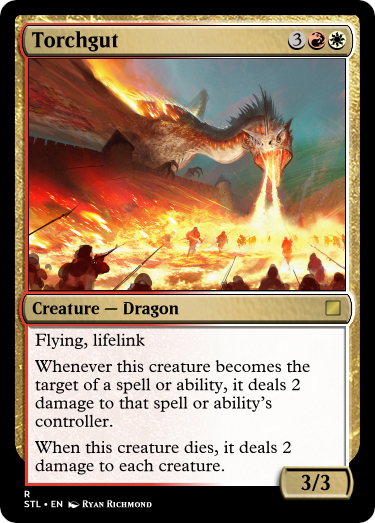 Torchgut 3
Creature — Dragon
Flying, lifelink
Whenever this creature becomes the
target of a spell or ability, it deals 2
damage to that spell or ability's
controller.
When this creature dies, it deals 2
damage to each creature.
3/3
R
STL • EN Ryan Richmond